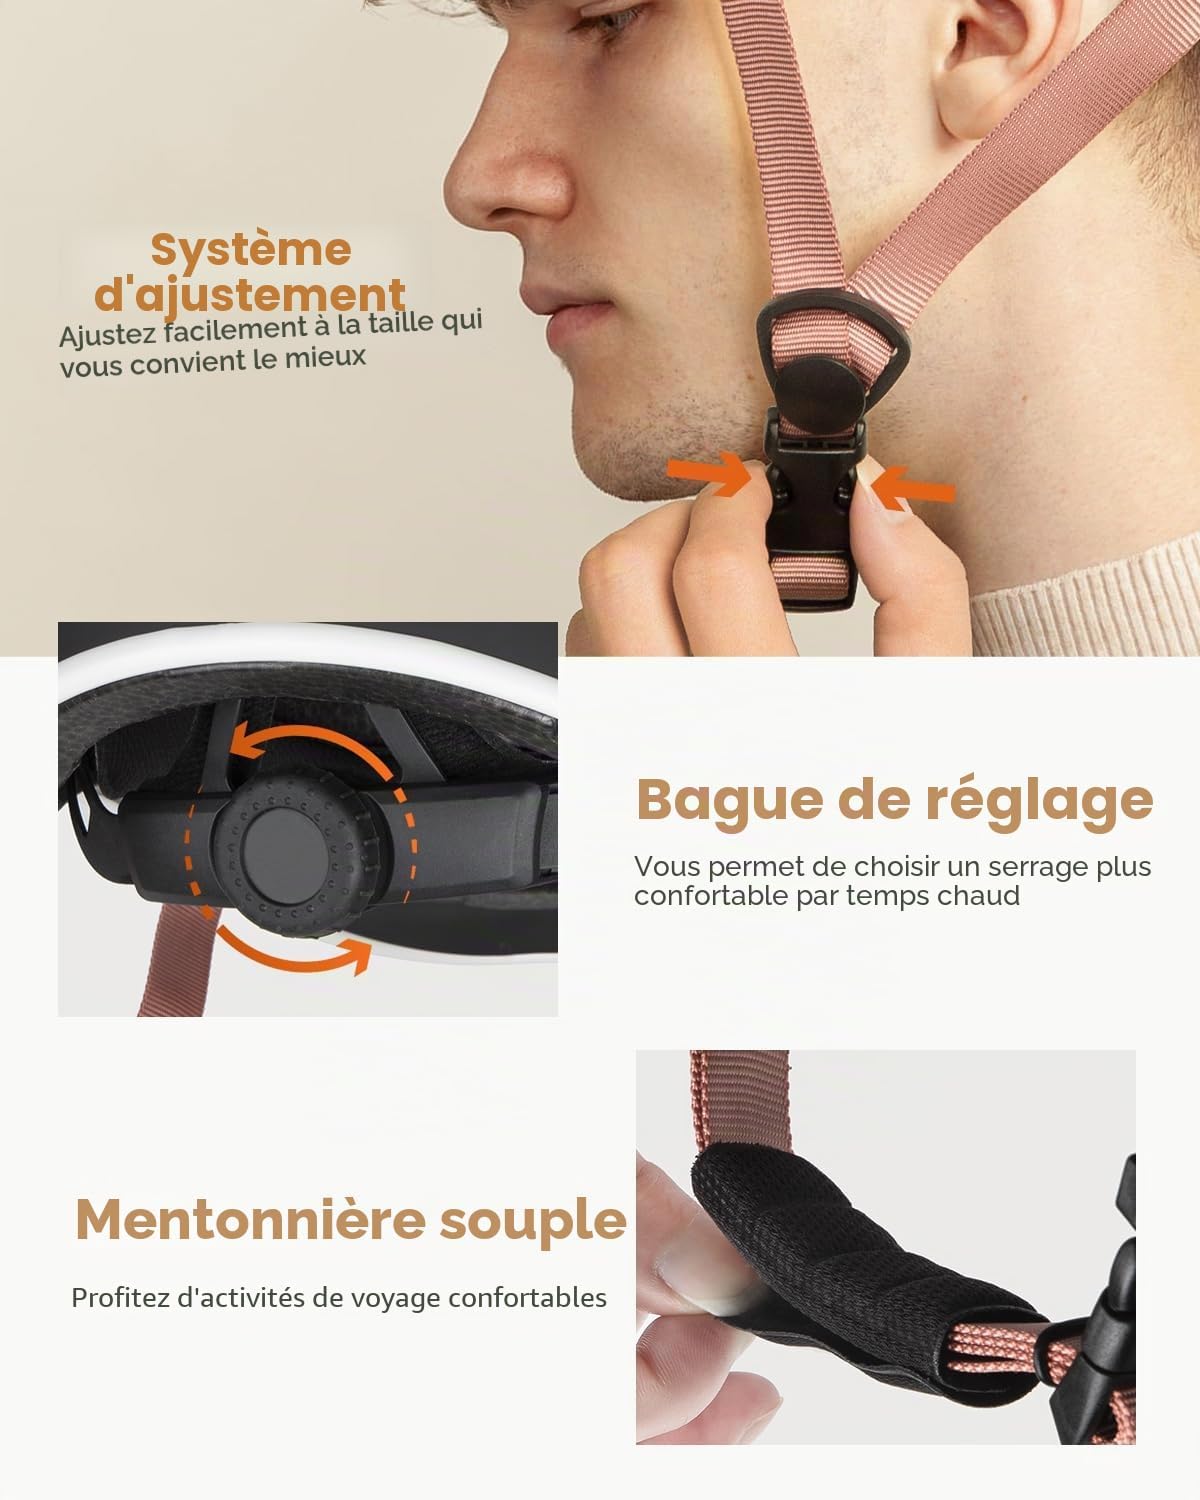 Système
d'ajustement
Ajustez facilement à la taille qui
vous convient le mieux
Bague de réglage
Vous permet de choisir un serrage plus
confortable par temps chaud
Mentonnière souple
Profitez d'activités de voyage confortables